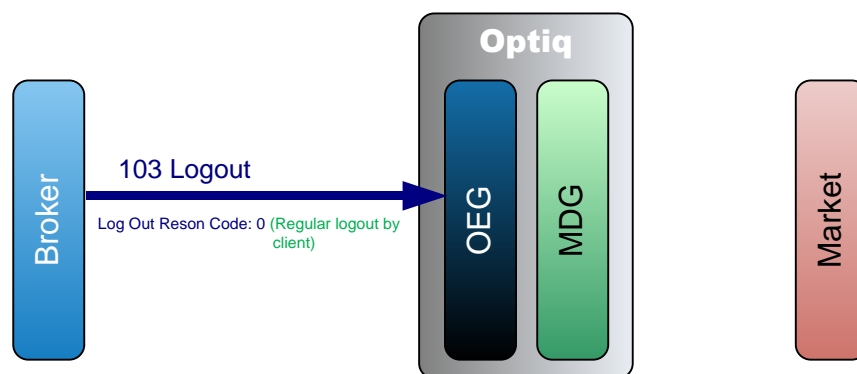 Optiq
103 Logout
Log Out Reson Code: 0 (Regular logout by
client)
Broker
OEG
MDG
Market